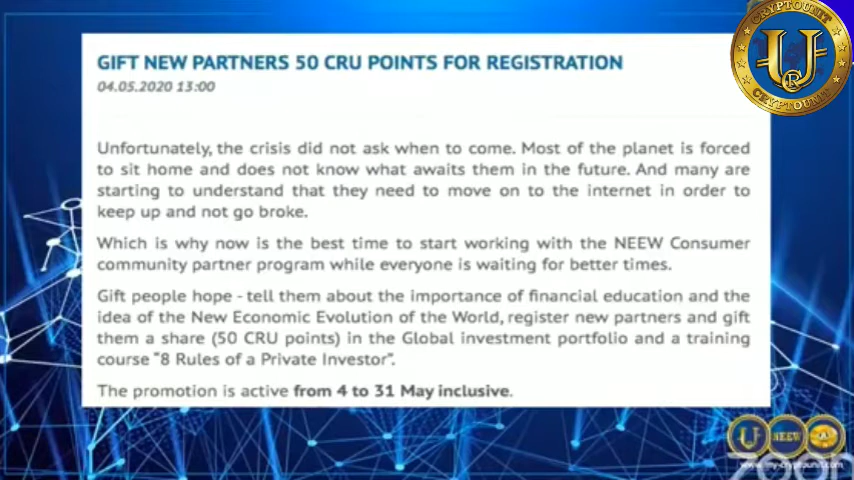 GIFT NEW PARTNERS 50 CRU POINTS FOR REGISTRATION
04.05.2020 13:00
Unfortunately, the crisis did not ask when to come. Most of the planet is forced
to sit home and does not know what awaits them in the future. And many are
starting to understand that they need to move on to the internet in order to
keep up and not go broke.
Which is why now is the best time to start working with the NEEW Consumer
community partner program while everyone is waiting for better times.
Gift people hope - tell them about the importance of financial education and the
idea of the New Economic Evolution of the World, register new partners and gift
them a share (50 CRU points) in the Global investment portfolio and a training
course "8 Rules of a Private Investor".
The promotion is active from 4 to 31 May inclusive.
CRYPTOUNIT
CRYPTOUNIT
NEEW
www.my-cryptounit.com
zoom